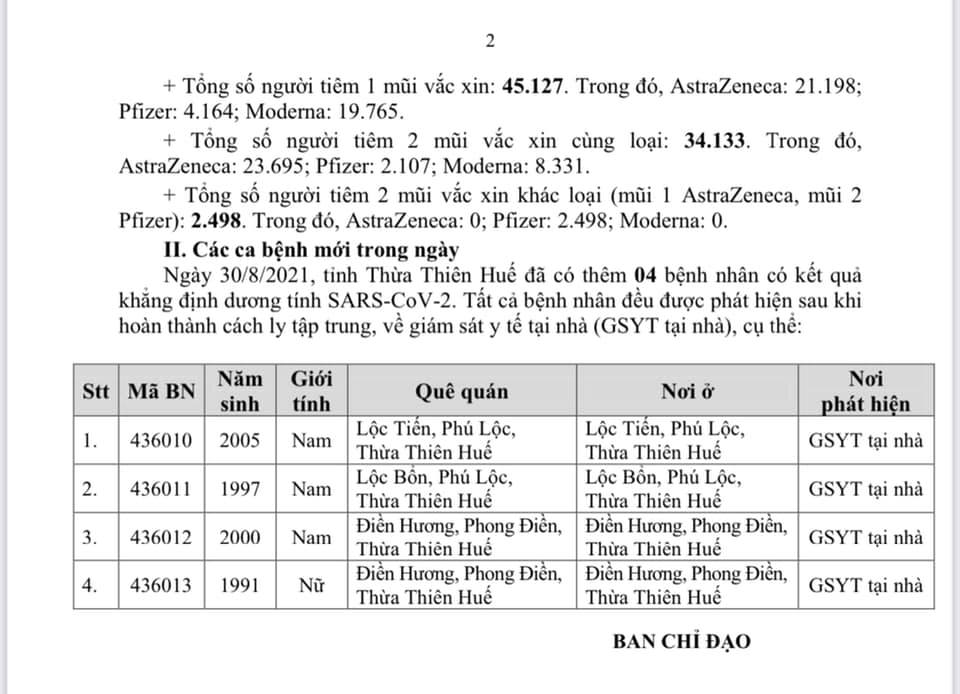 2
+ Tổng số người tiêm 1 mũi vắc xin: 45.127. Trong đó, AstraZeneca: 21.198;
Pfizer: 4.164; Moderna: 19.765.
+ Tổng số người tiêm 2 mũi vắc xin cùng loại: 34.133. Trong đó,
AstraZeneca: 23.695; Pfizer: 2.107; Moderna: 8.331.
+ Tổng số người tiêm 2 mũi vắc xin khác loại (mũi 1 AstraZeneca, mũi 2
Pfizer): 2.498. Trong đó, AstraZeneca: 0; Pfizer: 2.498; Moderna: 0.
II. Các ca bệnh mới trong ngày
Ngày 30/8/2021, tỉnh Thừa Thiên Huế đã có thêm 04 bệnh nhân có kết quả
khẳng định dương tính SARS-CoV-2. Tất cả bệnh nhân đều được phát hiện sau khi
hoàn thành cách ly tập trung, về giám sát y tế tại nhà (GSYT tại nhà), cụ thể:
Stt Mã BN Năm sinh Giới tính Quê quán Nơi ở Nơi phát hiện
1. 436010 2005 Nam Lộc Tiến, Phú Lộc, Thừa Thiên Huế Lộc Tiến, Phú Lộc, Thừa Thiên Huế GSYT tại nhà
2. 436011 1997 Nam Lộc Bổn, Phú Lộc, Thừa Thiên Huế Lộc Bổn, Phú Lộc, Thừa Thiên Huế GSYT tại nhà
3. 436012 2000 Nam Điền Hương, Phong Điền, Thừa Thiên Huế Điền Hương, Phong Điền, Thừa Thiên Huế GSYT tại nhà
4. 436013 1991 Nữ Điền Hương, Phong Điền, Thừa Thiên Huế Điền Hương, Phong Điền, Thừa Thiên Huế GSYT tại nhà
BAN CHỈ ĐẠO